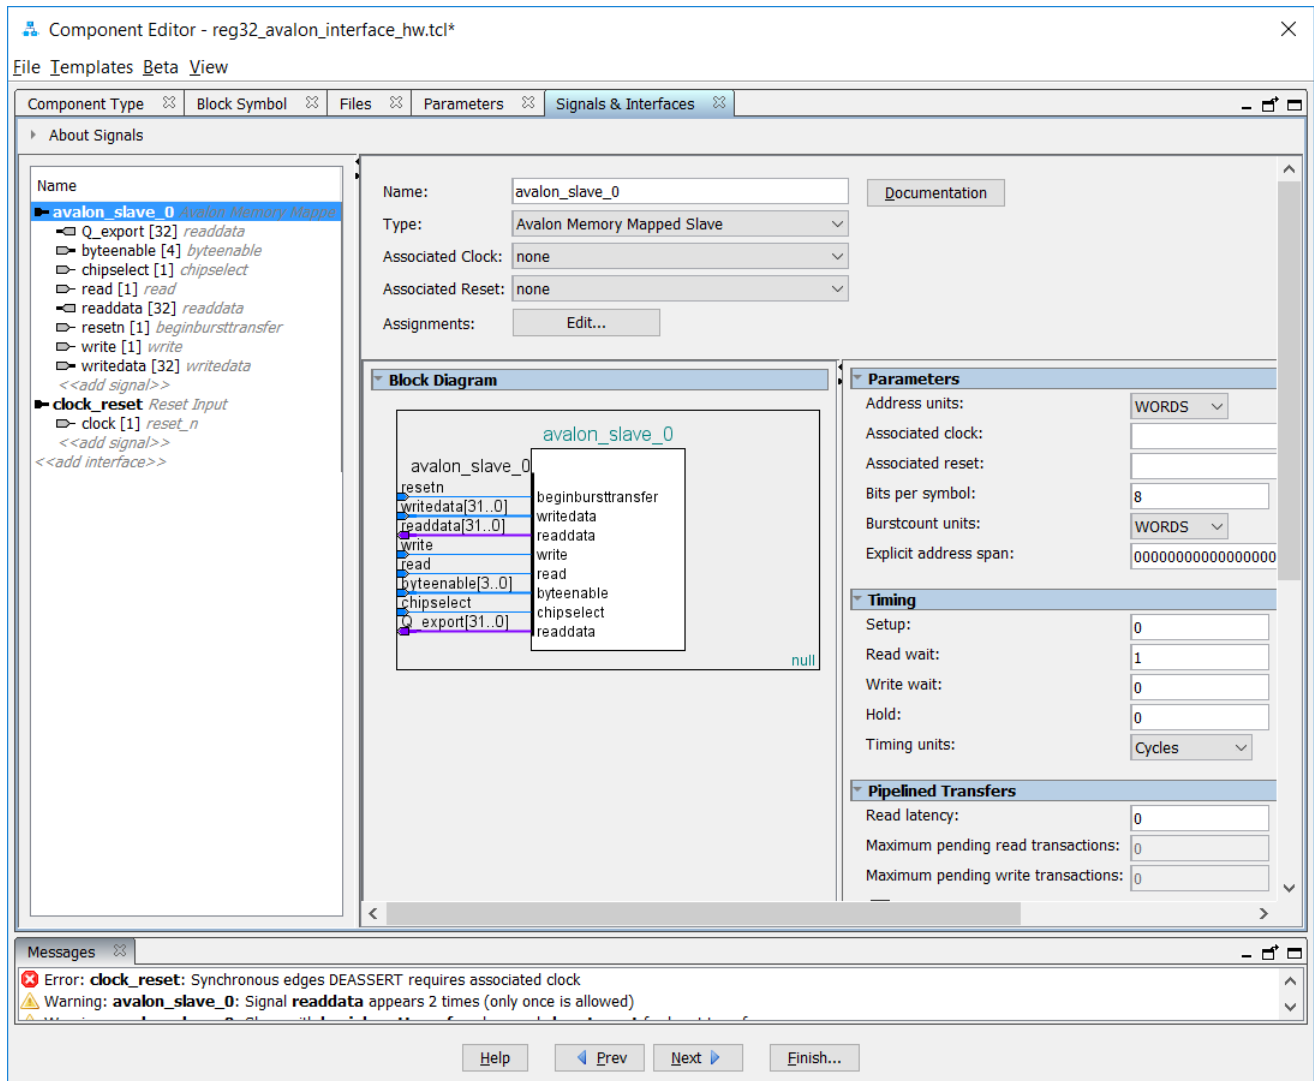 Component Editor - reg32_avalon_interface_hw.tcl*
File Templates Beta View
Component Type Block Symbol Files Parameters Signals & Interfaces
About Signals
Name
avalon_slave_0 Avalon Memory Mappe
Q_export [32] readdata
byteenable [4] byteenable
chipselect [1] chipselect
read [1] read
readdata [32] readdata
resetn [1] beginbursttransfer
write [1] write
writedata [32] writedata
<<add signal>>
clock_reset Reset Input
clock [1] reset_n
<<add signal>>
<<add interface>>
Name: avalon_slave_0 Documentation
Type: Avalon Memory Mapped Slave
Associated Clock: none
Associated Reset: none
Assignments: Edit...
Block Diagram
avalon_slave_0
avalon_slave_0
resetn beginbursttransfer
writedata[31..0] writedata
readdata[31..0] readdata
write write
read read
byteenable[3..0] byteenable
chipselect chipselect
Q_export[31..0] readdata
null
Parameters
Address units: WORDS
Associated clock:
Associated reset:
Bits per symbol: 8
Burstcount units: WORDS
Explicit address span: 00000000000000000
Timing
Setup: 0
Read wait: 1
Write wait: 0
Hold: 0
Timing units: Cycles
Pipelined Transfers
Read latency: 0
Maximum pending read transactions: 0
Maximum pending write transactions: 0
Messages
Error: clock_reset: Synchronous edges DEASSERT requires associated clock
Warning: avalon_slave_0: Signal readdata appears 2 times (only once is allowed)
Help Prev Next Finish...